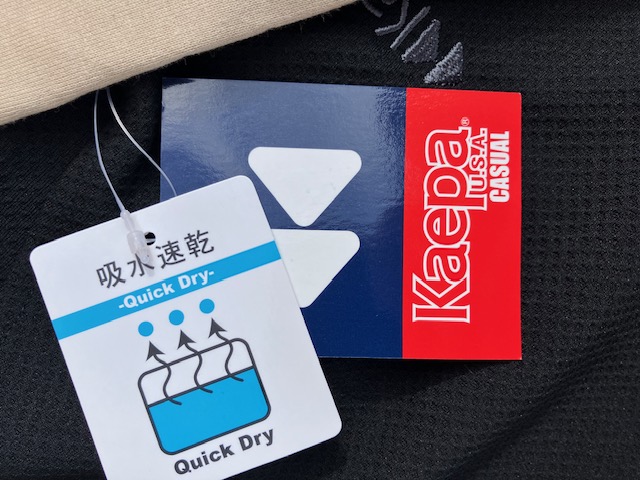 吸水速乾
-Quick Dry-
Quick Dry
Kaepa®
U.S.A.
CASUAL